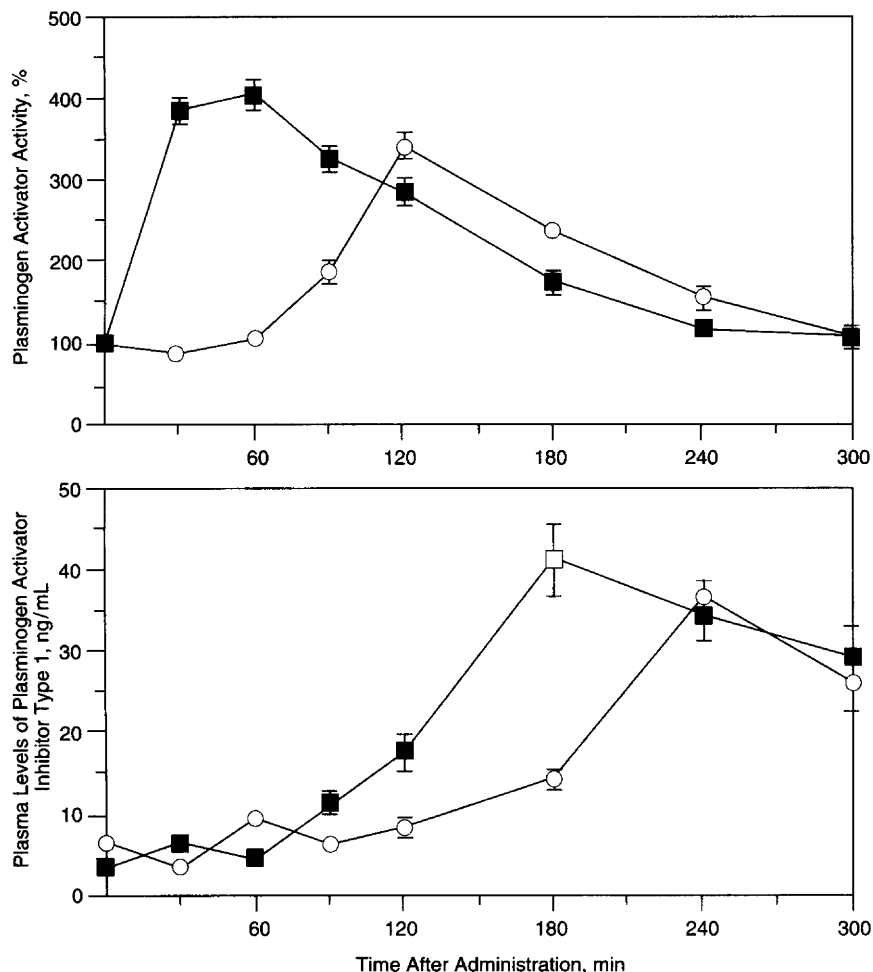 500
400
300
200
100
0
Plasminogen Activator Activity, %
60 120 180 240 300
50
40
30
20
10
0
Plasma Levels of Plasminogen Activator
Inhibitor Type 1, ng/mL
60 120 180 240 300
Time After Administration, min